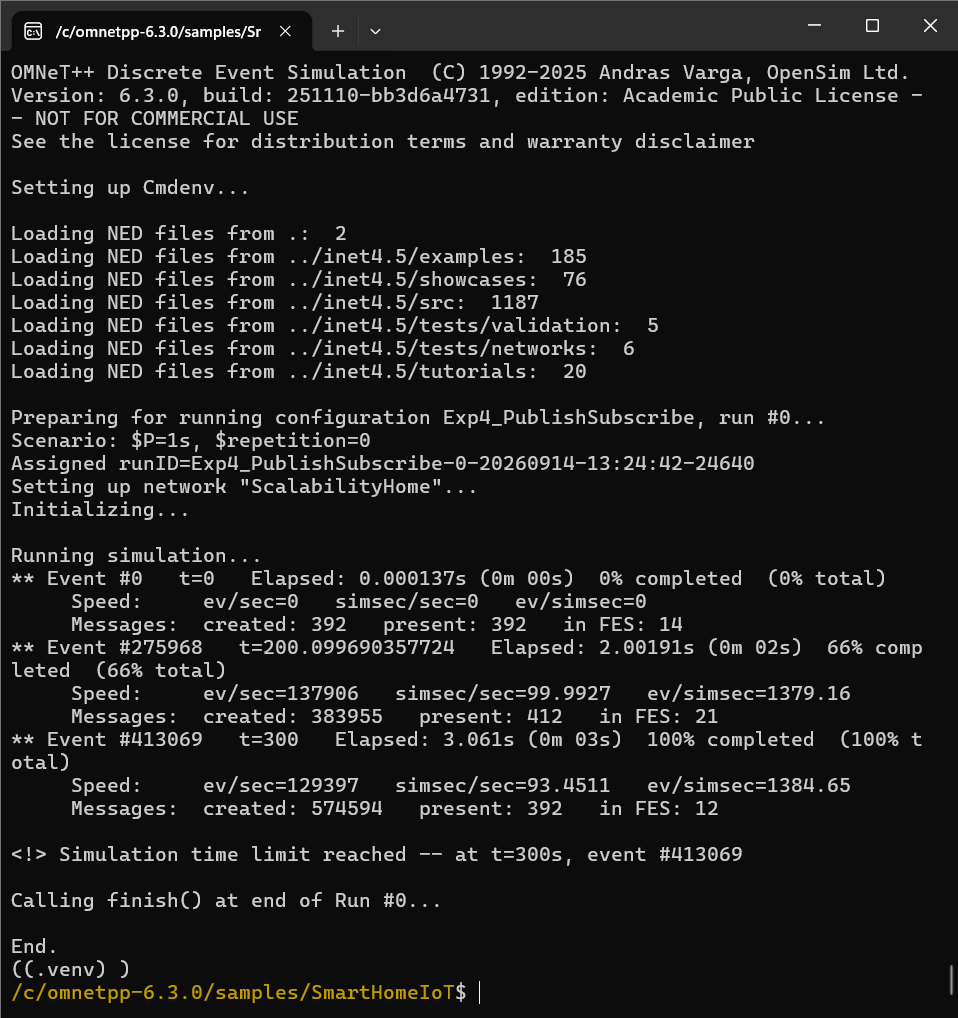 /c/omnetpp-6.3.0/samples/Sr
OMNeT++ Discrete Event Simulation  (C) 1992-2025 Andras Varga, OpenSim Ltd.
Version: 6.3.0, build: 251110-bb3d6a4731, edition: Academic Public License -
- NOT FOR COMMERCIAL USE
See the license for distribution terms and warranty disclaimer

Setting up Cmdenv...

Loading NED files from .:  2
Loading NED files from ../inet4.5/examples:  185
Loading NED files from ../inet4.5/showcases:  76
Loading NED files from ../inet4.5/src:  1187
Loading NED files from ../inet4.5/tests/validation:  5
Loading NED files from ../inet4.5/tests/networks:  6
Loading NED files from ../inet4.5/tutorials:  20

Preparing for running configuration Exp4_PublishSubscribe, run #0...
Scenario: $P=1s, $repetition=0
Assigned runID=Exp4_PublishSubscribe-0-20260914-13:24:42-24640
Setting up network "ScalabilityHome"...
Initializing...

Running simulation...
** Event #0   t=0   Elapsed: 0.000137s (0m 00s)  0% completed  (0% total)
     Speed:     ev/sec=0   simsec/sec=0   ev/simsec=0
     Messages:  created: 392   present: 392   in FES: 14
** Event #275968   t=200.099690357724   Elapsed: 2.00191s (0m 02s)  66% comp
leted  (66% total)
     Speed:     ev/sec=137906   simsec/sec=99.9927   ev/simsec=1379.16
     Messages:  created: 383955   present: 412   in FES: 21
** Event #413069   t=300   Elapsed: 3.061s (0m 03s)  100% completed  (100% t
otal)
     Speed:     ev/sec=129397   simsec/sec=93.4511   ev/simsec=1384.65
     Messages:  created: 574594   present: 392   in FES: 12

<!> Simulation time limit reached -- at t=300s, event #413069

Calling finish() at end of Run #0...

End.
((.venv) )
/c/omnetpp-6.3.0/samples/SmartHomeIoT$